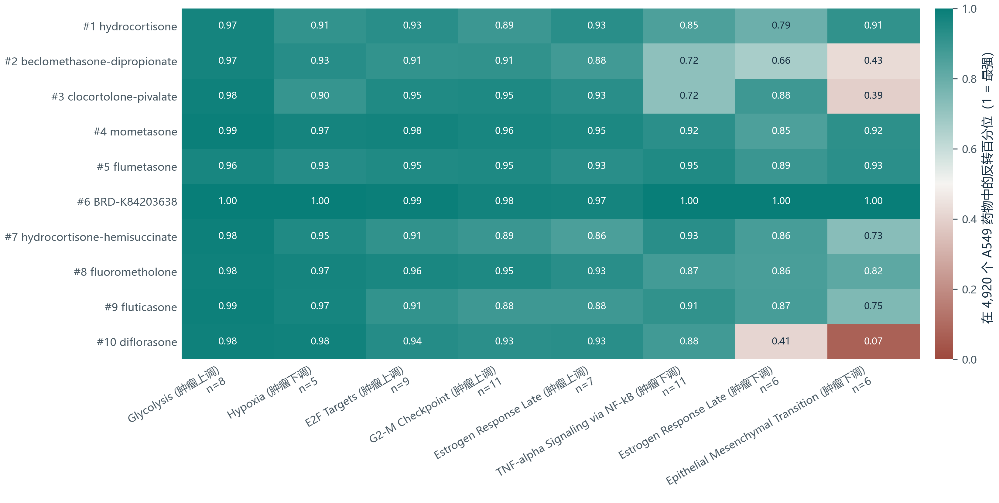 #1 hydrocortisone 0.97 0.91 0.93 0.89 0.93 0.85 0.79 0.91
#2 beclomethasone-dipropionate 0.97 0.93 0.91 0.91 0.88 0.72 0.66 0.43
#3 clocortolone-pivalate 0.98 0.90 0.95 0.95 0.93 0.72 0.88 0.39
#4 mometasone 0.99 0.97 0.98 0.96 0.95 0.92 0.85 0.92
#5 flumetasone 0.96 0.93 0.95 0.95 0.93 0.95 0.89 0.93
#6 BRD-K84203638 1.00 1.00 0.99 0.98 0.97 1.00 1.00 1.00
#7 hydrocortisone-hemisuccinate 0.98 0.95 0.91 0.89 0.86 0.93 0.86 0.73
#8 fluorometholone 0.98 0.97 0.96 0.95 0.93 0.87 0.86 0.82
#9 fluticasone 0.99 0.97 0.91 0.88 0.88 0.91 0.87 0.75
#10 diflorasone 0.98 0.98 0.94 0.93 0.93 0.88 0.41 0.07
Glycolysis (肿瘤上调)
n=8
Hypoxia (肿瘤下调)
n=5
E2F Targets (肿瘤上调)
n=9
G2-M Checkpoint (肿瘤上调)
n=11
Estrogen Response Late (肿瘤上调)
n=7
TNF-alpha Signaling via NF-kB (肿瘤下调)
n=11
Estrogen Response Late (肿瘤下调)
n=6
Epithelial Mesenchymal Transition (肿瘤下调)
n=6
1.0
0.8
0.6
0.4
0.2
0.0
在 4,920 个 A549 药物中的反转百分位（1 = 最强）